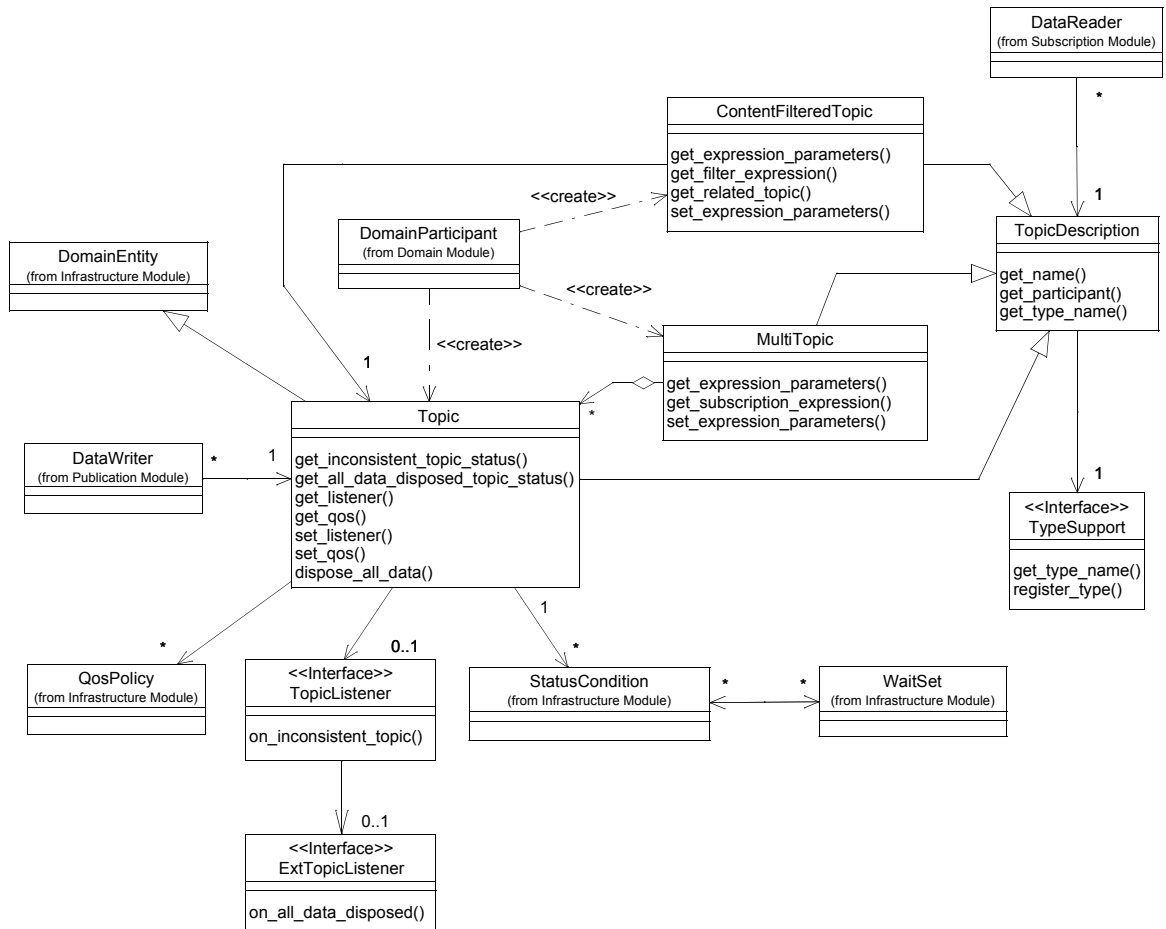 DataReader
(from Subscription Module)
*
1
ContentFilteredTopic
get_expression_parameters()
get_filter_expression()
get_related_topic()
set_expression_parameters()
<<create>>
DomainParticipant
(from Domain Module)
TopicDescription
get_name()
get_participant()
get_type_name()
DomainEntity
(from Infrastructure Module)
<<create>>
<<create>>
1
MultiTopic
get_expression_parameters()
get_subscription_expression()
set_expression_parameters()
*
Topic
get_inconsistent_topic_status()
get_all_data_disposed_topic_status()
get_listener()
get_qos()
set_listener()
set_qos()
dispose_all_data()
DataWriter
(from Publication Module)
*
1
1
<<Interface>>
TypeSupport
get_type_name()
register_type()
*
0..1
1
*
QosPolicy
(from Infrastructure Module)
<<Interface>>
TopicListener
on_inconsistent_topic()
StatusCondition
(from Infrastructure Module)
*
*
WaitSet
(from Infrastructure Module)
0..1
<<Interface>>
ExtTopicListener
on_all_data_disposed()